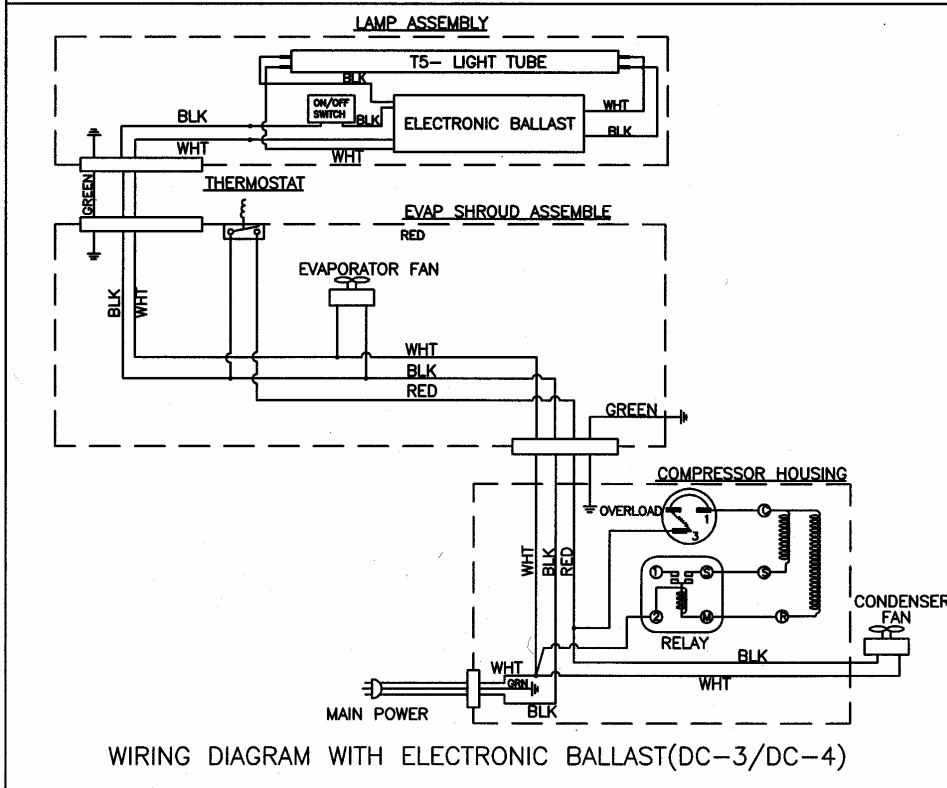 LAMP ASSEMBLY
T5- LIGHT TUBE
BLK
ON/OFF
SWITCH
BLK
ELECTRONIC BALLAST
WHT
BLK
BLK
WHT
WHT
GREEN
THERMOSTAT
EVAP SHROUD ASSEMBLE
RED
EVAPORATOR FAN
BLK
WHT
WHT
BLK
RED
GREEN
COMPRESSOR HOUSING
OVERLOAD
1
3
C
WHT
BLK
RED
1
S
S
2
M
R
RELAY
CONDENSER
FAN
BLK
WHT
WHT
GRN
BLK
MAIN POWER
WIRING DIAGRAM WITH ELECTRONIC BALLAST(DC-3/DC-4)